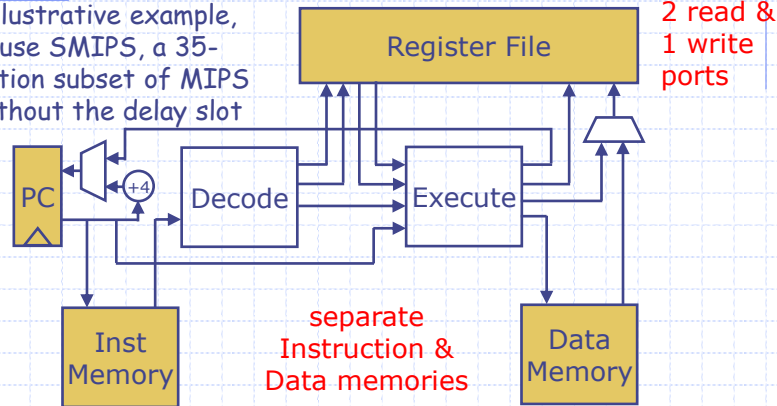 lustrative example,
use SMIPS, a 35-
tion subset of MIPS
thout the delay slot
Register File
2 read &
1 write
ports
PC
+4
Decode
Execute
Inst
Memory
separate
Instruction &
Data memories
Data
Memory